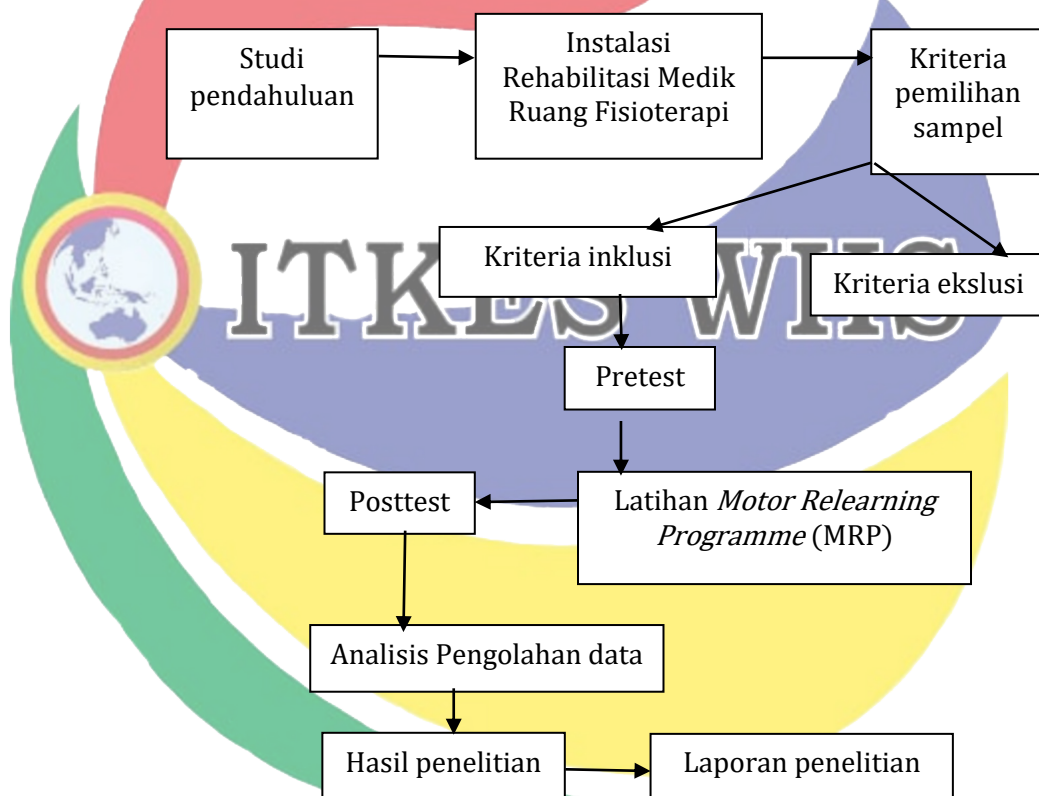 Studi
pendahuluan
Instalasi
Rehabilitasi Medik
Ruang Fisioterapi
Kriteria
pemilihan
sampel
ITKES WHS
Kriteria inklusi
Kriteria ekslusi
Pretest
Posttest
Latihan Motor Relearning
Programme (MRP)
Analisis Pengolahan data
Hasil penelitian
Laporan penelitian